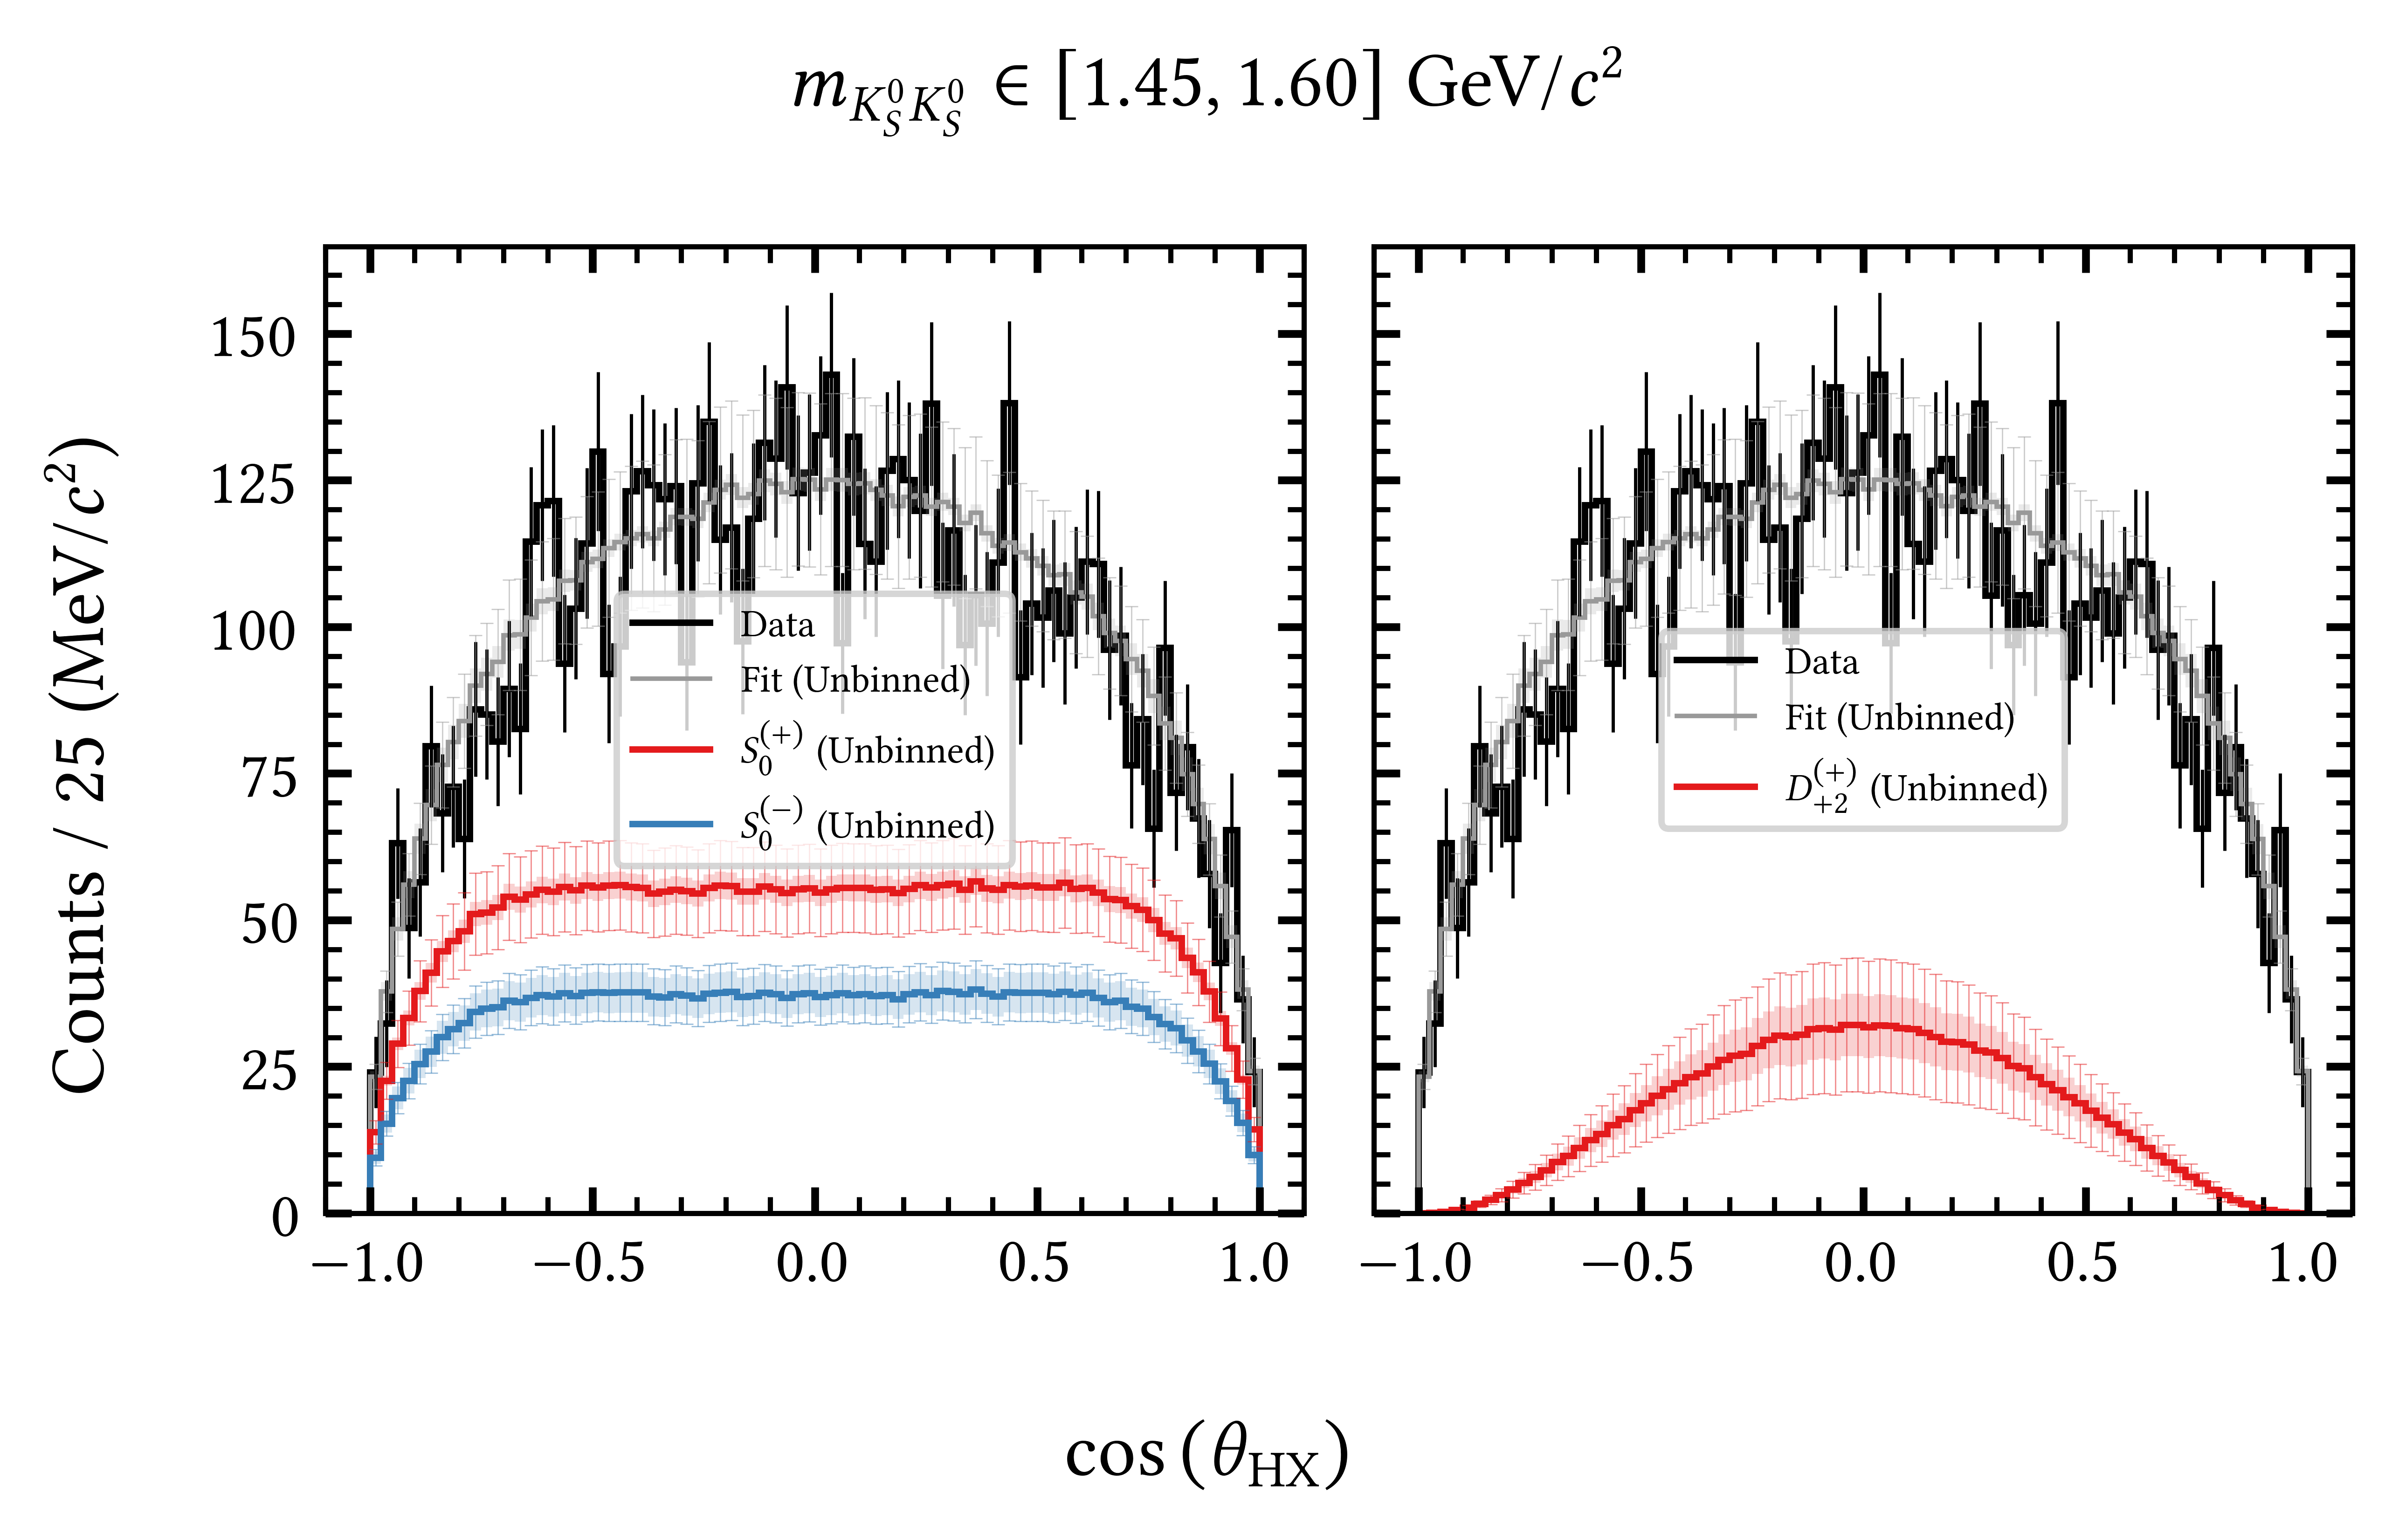 m_{K_S^0 K_S^0} ∈ [1.45, 1.60] GeV/c²
Counts / 25 (MeV/c²)
150
125
100
75
50
25
0
Data
Fit (Unbinned)
S_0^{(+)} (Unbinned)
S_0^{(−)} (Unbinned)
Data
Fit (Unbinned)
D_{+2}^{(+)} (Unbinned)
−1.0 −0.5 0.0 0.5 1.0
−1.0 −0.5 0.0 0.5 1.0
cos (θ_{HX})